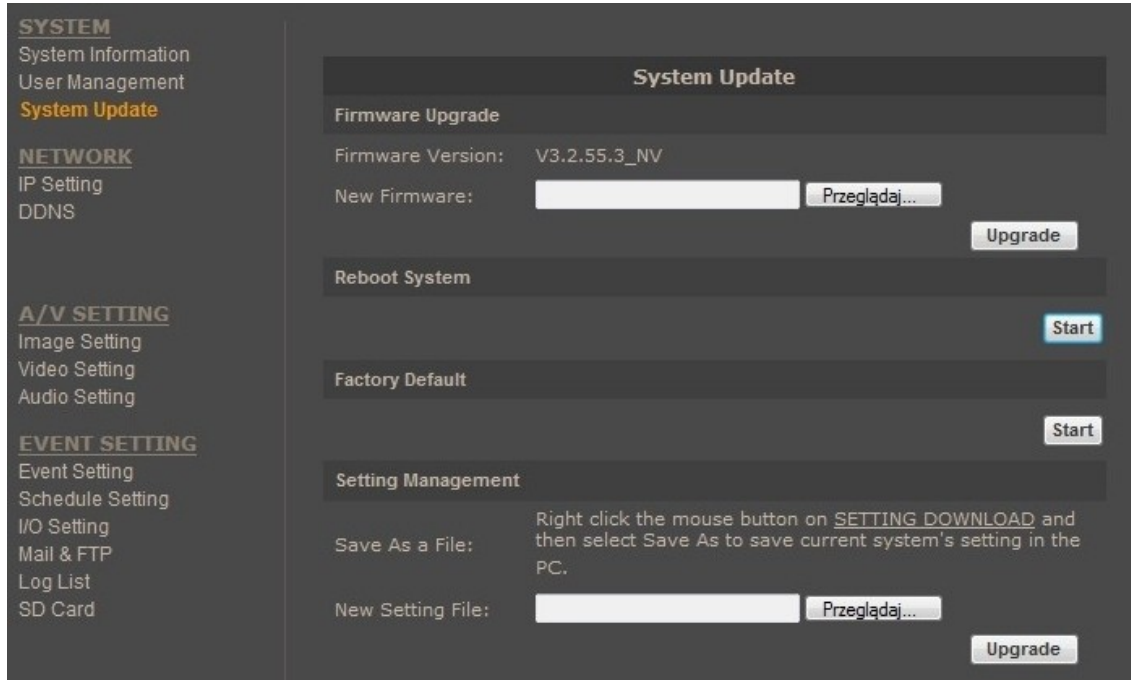 SYSTEM
System Information
User Management
System Update
NETWORK
IP Setting
DDNS
A/V SETTING
Image Setting
Video Setting
Audio Setting
EVENT SETTING
Event Setting
Schedule Setting
I/O Setting
Mail & FTP
Log List
SD Card
System Update
Firmware Upgrade
Firmware Version: V3.2.55.3_NV
New Firmware: Przeglądaj...
Upgrade
Reboot System
Start
Factory Default
Start
Setting Management
Save As a File:
Right click the mouse button on SETTING DOWNLOAD and
then select Save As to save current system's setting in the
PC.
New Setting File: Przeglądaj...
Upgrade